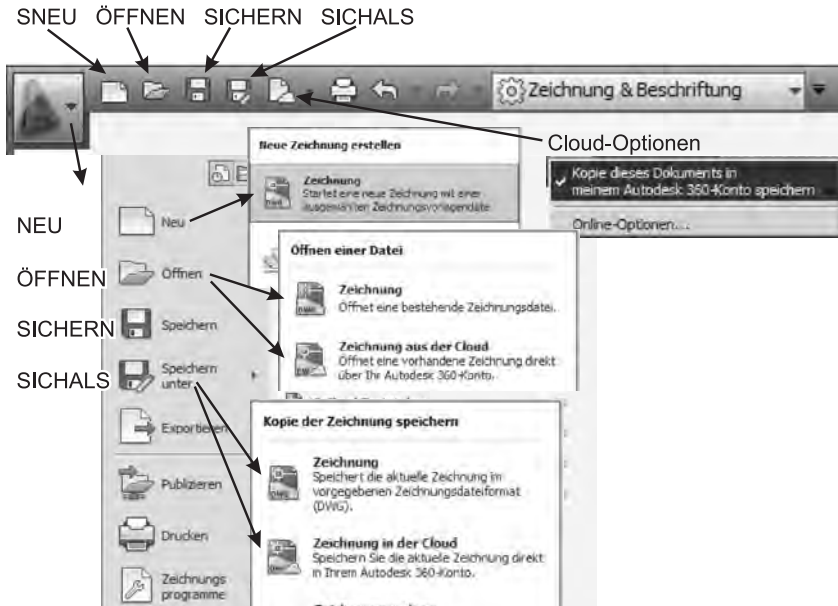 SNEU ÖFFNEN SICHERN SICHALS
Zeichnung & Beschriftung
Cloud-Optionen
Kopie dieses Dokuments in
meinem Autodesk 360-Konto speichern
Online-Optionen...
Neue Zeichnung erstellen
Zeichnung
Startet eine neue Zeichnung mit einer
ausgewählten Zeichnungsvorlagendatei.
NEU
Neu
Öffnen einer Datei
Zeichnung
Öffnet eine bestehende Zeichnungsdatei.
Zeichnung aus der Cloud
Öffnet eine vorhandene Zeichnung direkt
über Ihr Autodesk 360-Konto.
ÖFFNEN
Öffnen
SICHERN
Speichern
SICHALS
Speichern
unter
Kopie der Zeichnung speichern
Zeichnung
Speichert die aktuelle Zeichnung im
vorgegebenen Zeichnungsdateiformat
(DWG).
Zeichnung in der Cloud
Speichern Sie die aktuelle Zeichnung direkt
in Ihrem Autodesk 360-Konto.
Exportieren
Publizieren
Drucken
Zeichnungs
programme